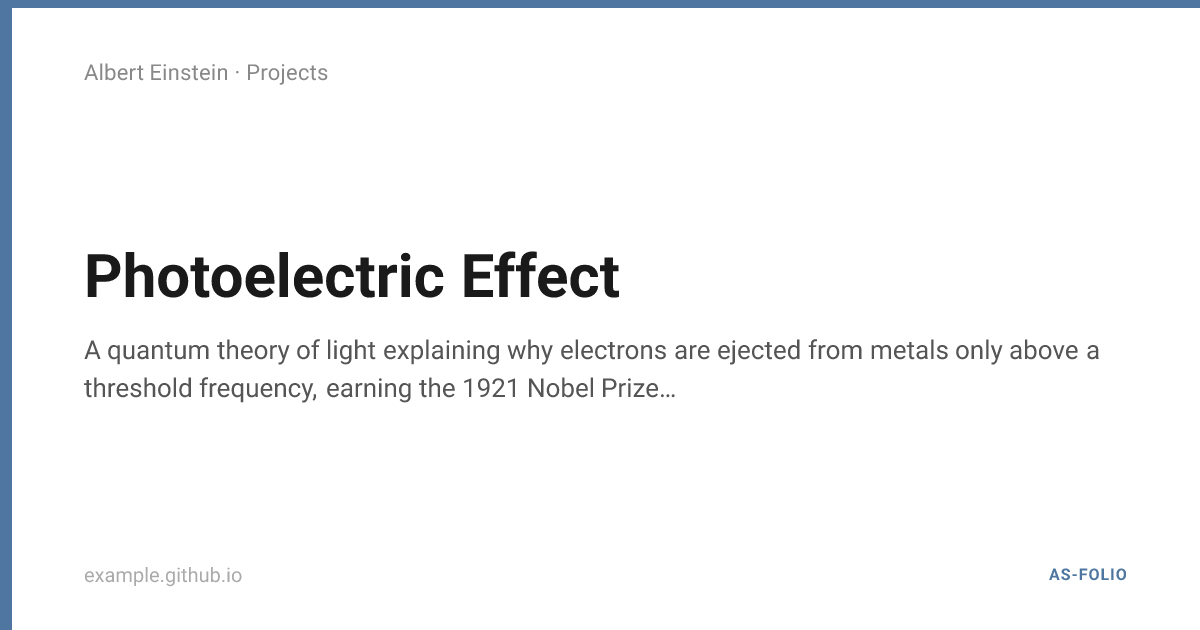 Albert Einstein · Projects
Photoelectric Effect
A quantum theory of light explaining why electrons are ejected from metals only above a
threshold frequency, earning the 1921 Nobel Prize…
example.github.io
AS-FOLIO